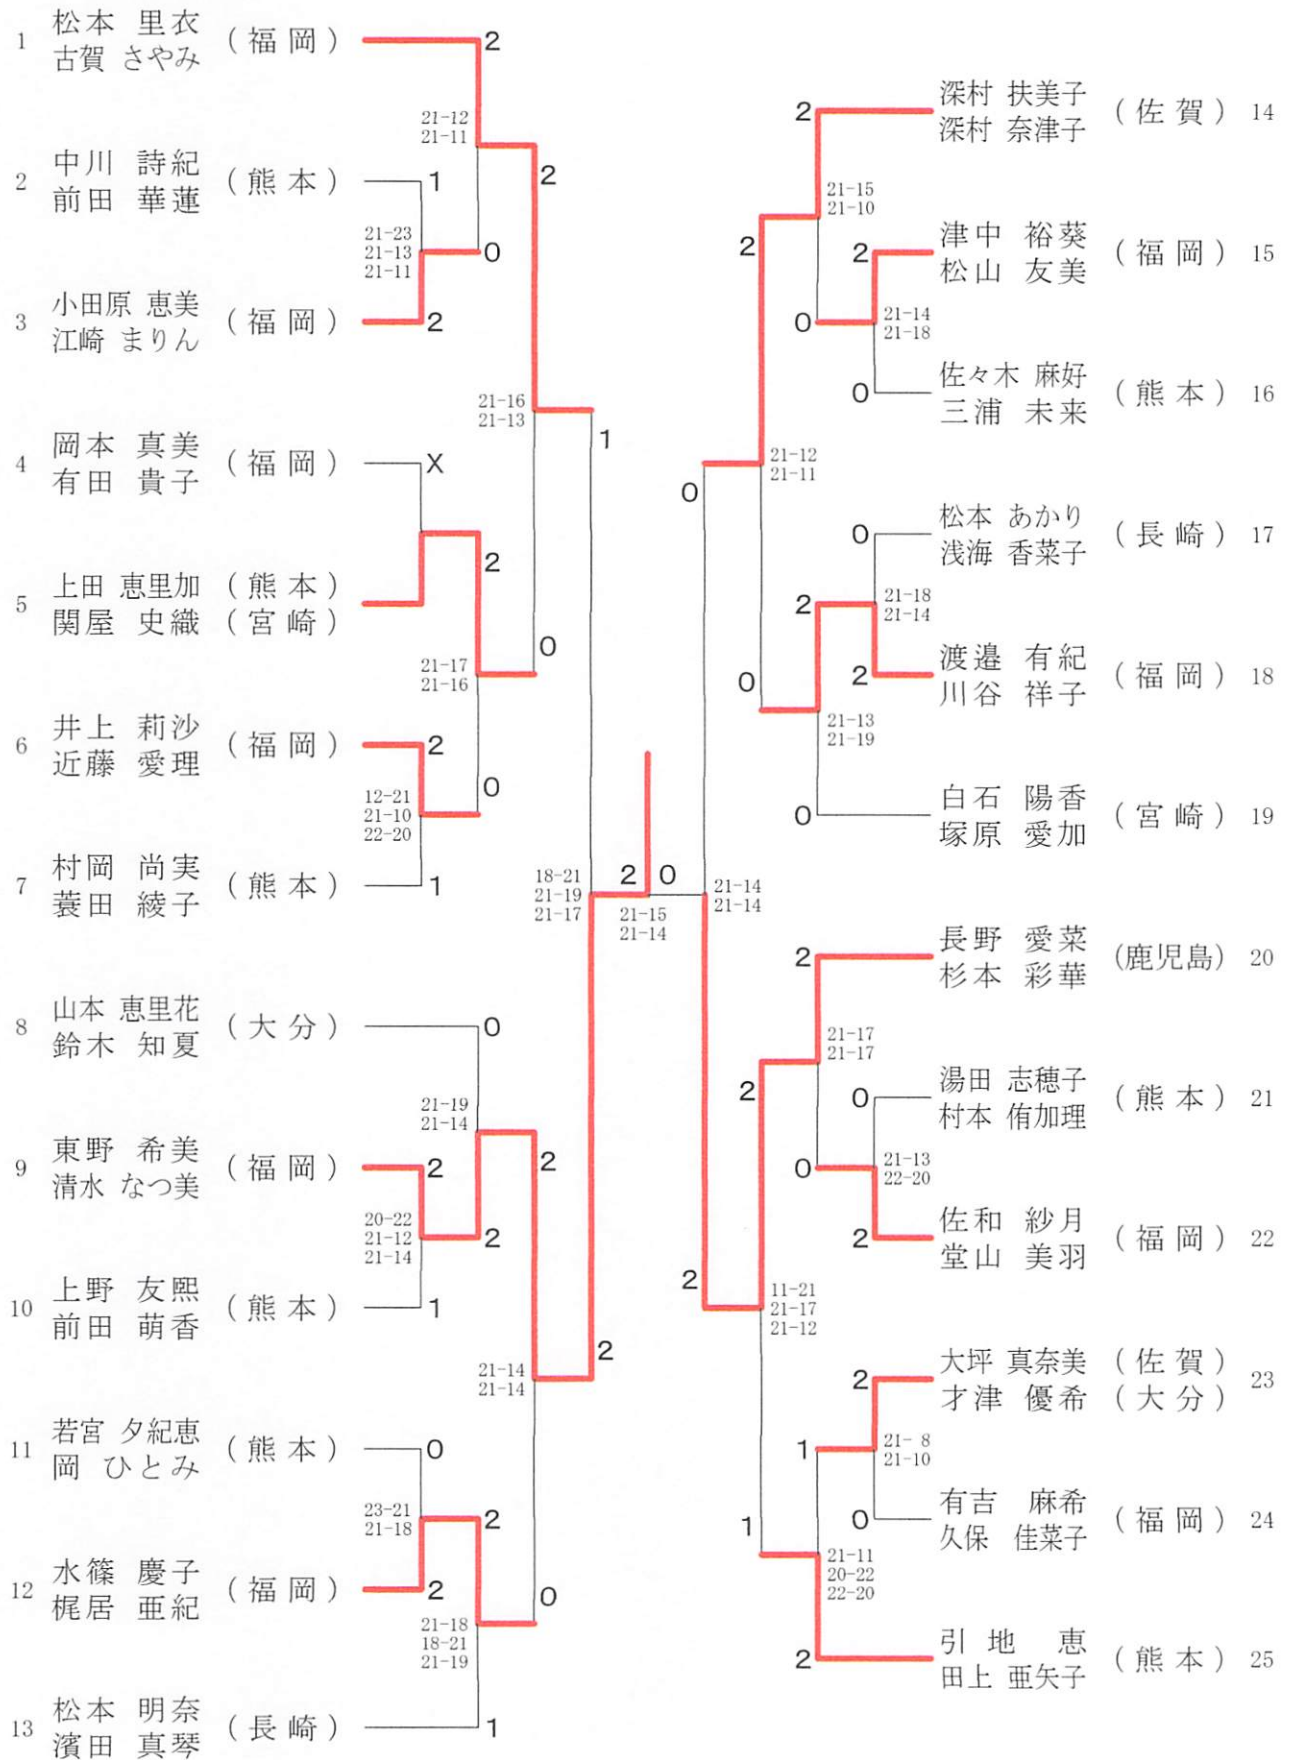 1 松本 里衣 (福岡) 2
古賀 さやみ
21-12
21-11
2 中川 詩紀 (熊本) 1
前田 華蓮
2
21-23
21-13
21-11
0
3 小田原 恵美 (福岡) 2
江崎 まりん
21-16
21-13
1
4 岡本 真美 (福岡) X
有田 貴子
2
5 上田 恵里加 (熊本)
関屋 史織 (宮崎)
0
21-17
21-16
6 井上 莉沙 (福岡) 2
近藤 愛理
12-21
21-10
22-20
0
7 村岡 尚実 (熊本) 1
蓑田 綾子
18-21
21-19
21-17
2 0
21-15
21-14
8 山本 恵里花 (大分) 0
鈴木 知夏
21-19
21-14
9 東野 希美 (福岡) 2
清水 なつ美
2
20-22
21-12
21-14
2
10 上野 友熙 (熊本) 1
前田 萌香
21-14
21-14
2
11 若宮 夕紀恵 (熊本) 0
岡 ひとみ
23-21
21-18
2
12 水篠 慶子 (福岡) 2
梶居 亜紀
0
21-18
18-21
21-19
13 松本 明奈 (長崎) 1
濱田 真琴
2 深村 扶美子 (佐賀) 14
深村 奈津子
21-15
21-10
2
2 津中 裕葵 (福岡) 15
松山 友美
0
21-14
21-18
0 佐々木 麻好 (熊本) 16
三浦 未来
21-12
21-11
0
0 松本 あかり (長崎) 17
浅海 香菜子
2
21-18
21-14
2 渡邉 有紀 (福岡) 18
川谷 祥子
0
21-13
21-19
0 白石 陽香 (宮崎) 19
塚原 愛加
21-14
21-14
2 長野 愛菜 (鹿児島) 20
杉本 彩華
21-17
21-17
2
0 湯田 志穂子 (熊本) 21
村本 侑加理
0
21-13
22-20
2 佐和 紗月 (福岡) 22
堂山 美羽
2
11-21
21-17
21-12
2 大坪 真奈美 (佐賀) 23
才津 優希 (大分)
1
21- 8
21-10
0 有吉 麻希 (福岡) 24
久保 佳菜子
1
21-11
20-22
22-20
2 引地 恵 (熊本) 25
田上 亜矢子